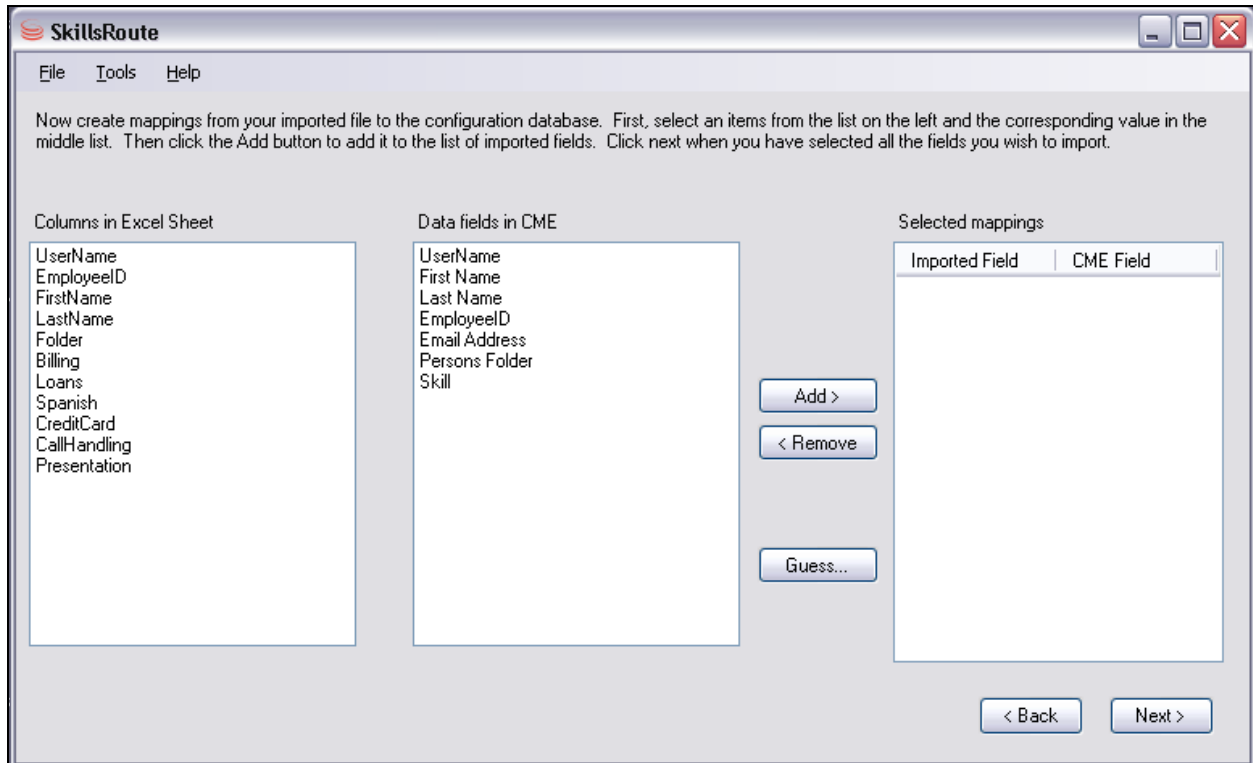 SkillsRoute
File Tools Help
Now create mappings from your imported file to the configuration database. First, select an items from the list on the left and the corresponding value in the
middle list. Then click the Add button to add it to the list of imported fields. Click next when you have selected all the fields you wish to import.
Columns in Excel Sheet
UserName
EmployeeID
FirstName
LastName
Folder
Billing
Loans
Spanish
CreditCard
CallHandling
Presentation
Data fields in CME
UserName
First Name
Last Name
EmployeeID
Email Address
Persons Folder
Skill
Add >
< Remove
Guess...
Selected mappings
Imported Field CME Field
< Back Next >